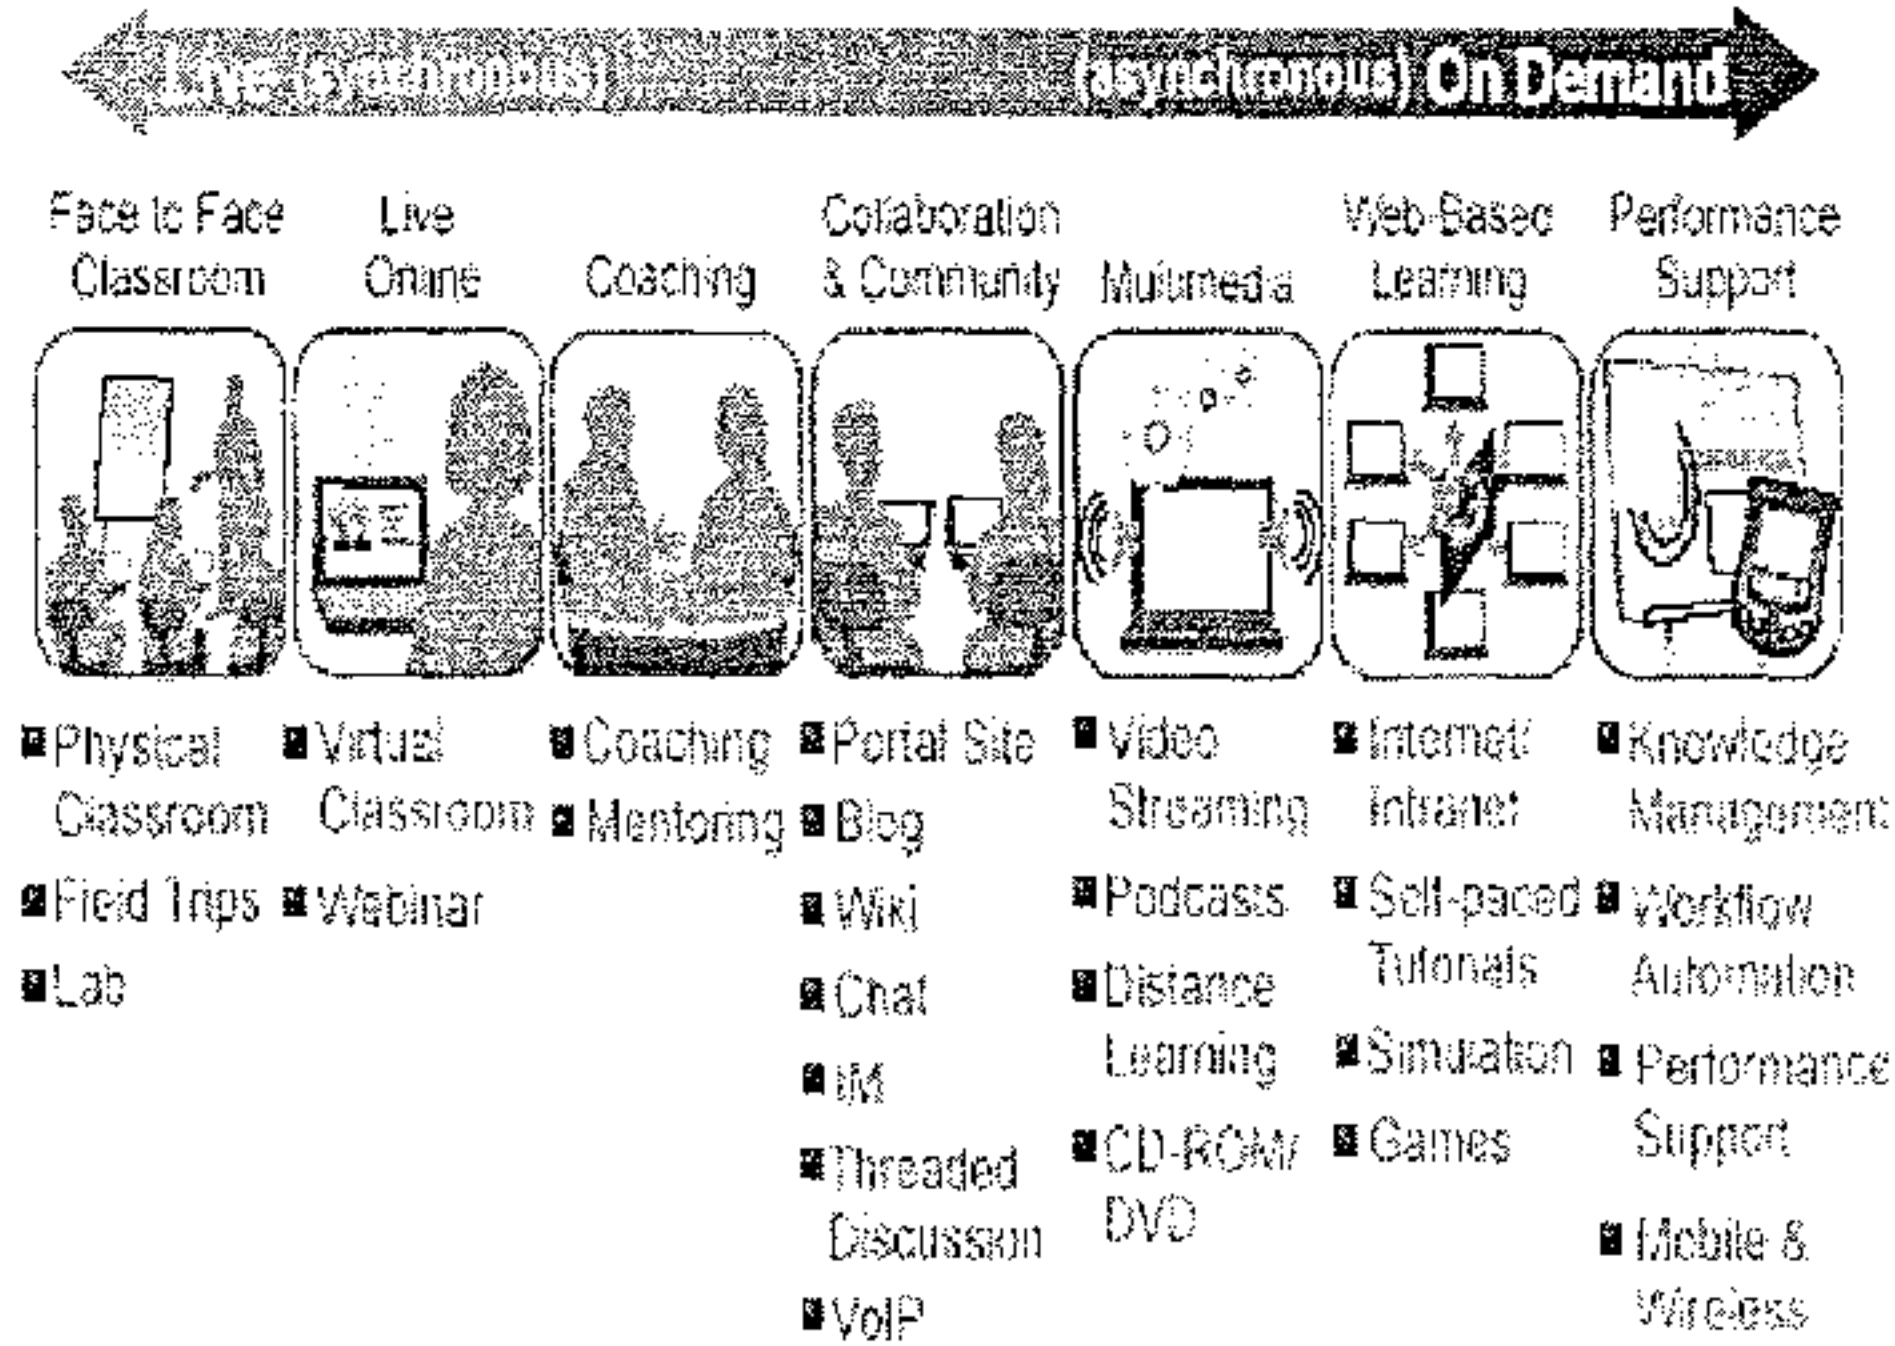 Live (synchronous)
(asynchronous) On Demand
Face to Face
Classroom
Live
Online
Coaching
Collaboration
& Community
Multimedia
Web-Based
Learning
Performance
Support
Physical
Classroom
Field Trips
Lab
Virtual
Classroom
Webinar
Coaching
Mentoring
Portal Site
Blog
Wiki
Chat
IM
Threaded
Discussion
VoIP
Video
Streaming
Podcasts
Distance
Learning
CD-ROM/
DVD
Internet/
Intranet
Self-paced
Tutorials
Simulation
Games
Knowledge
Management
Workflow
Automation
Performance
Support
Mobile &
Wireless